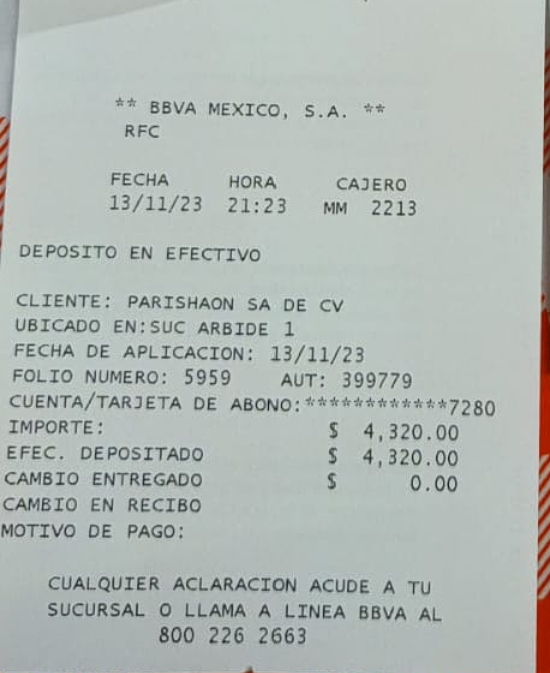 ** BBVA MEXICO, S.A. **
RFC
FECHA HORA CAJERO
13/11/23 21:23 MM 2213
DEPOSITO EN EFECTIVO
CLIENTE: PARISHAON SA DE CV
UBICADO EN:SUC ARBIDE 1
FECHA DE APLICACION: 13/11/23
FOLIO NUMERO: 5959 AUT: 399779
CUENTA/TARJETA DE ABONO:************7280
IMPORTE: $ 4,320.00
EFEC. DEPOSITADO $ 4,320.00
CAMBIO ENTREGADO $ 0.00
CAMBIO EN RECIBO
MOTIVO DE PAGO:
CUALQUIER ACLARACION ACUDE A TU
SUCURSAL O LLAMA A LINEA BBVA AL
800 226 2663